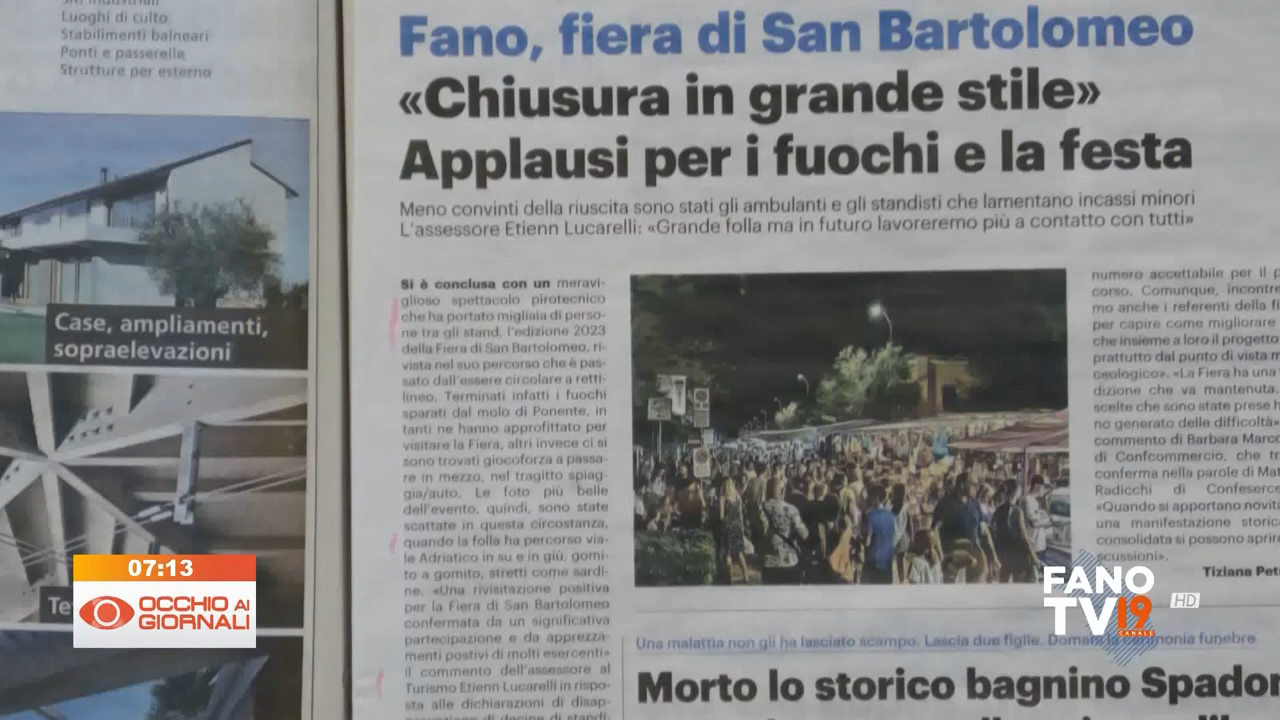 Luoghi di culto
Stabilimenti balneari
Ponti e passerelle
Strutture per esterno
Case, ampliamenti,
sopraelevazioni
Te
Fano, fiera di San Bartolomeo
«Chiusura in grande stile»
Applausi per i fuochi e la festa
Meno convinti della riuscita sono stati gli ambulanti e gli standisti che lamentano incassi minori
L'assessore Etienn Lucarelli: «Grande folla ma in futuro lavoreremo più a contatto con tutti»
Si è conclusa con un meravi-
glioso spettacolo pirotecnico
che ha portato migliaia di perso-
ne tra gli stand, l'edizione 2023
della Fiera di San Bartolomeo, ri-
vista nel suo percorso che è pas-
sato dall'essere circolare a retti-
lineo. Terminati infatti i fuochi
sparati dal molo di Ponente, in
tanti ne hanno approfittato per
visitare la Fiera, altri invece ci si
sono trovati giocoforza a passa-
re in mezzo, nel tragitto spiag-
gia/auto. Le foto più belle
dell'evento, quindi, sono state
scattate in questa circostanza,
quando la folla ha percorso via-
le Adriatico in su e in giù, gomi-
to a gomito, stretti come sardi-
ne. «Una rivisitazione positiva
per la Fiera di San Bartolomeo
confermata da un significativa
partecipazione e da apprezza-
menti postivi di molti esercenti»
il commento dell'assessore al
Turismo Etienn Lucarelli in rispo-
sta alle dichiarazioni di disap-
numero accettabile per il p
corso. Comunque, incontre
mo anche i referenti della fi
per capire come migliorare
che insieme a loro il progetto
prattutto dal punto di vista m
ceologico». «La Fiera ha una
dizione che va mantenuta.
scelte che sono state prese h
no generato delle difficoltà»
commento di Barbara Marco
di Confcommercio, che tr
conferma nella parole di Mat
Radicchi di Confeserce
«Quando si apportano novità
una manifestazione storic
consolidata si possono aprire
scussioni».
Tiziana Pet
Una malattia non gli ha lasciato scampo. Lascia due figlie. Domani la cerimonia funebre
Morto lo storico bagnino Spador
07:13
OCCHIO AI
GIORNALI
FANO
TV19
CANALE
HD